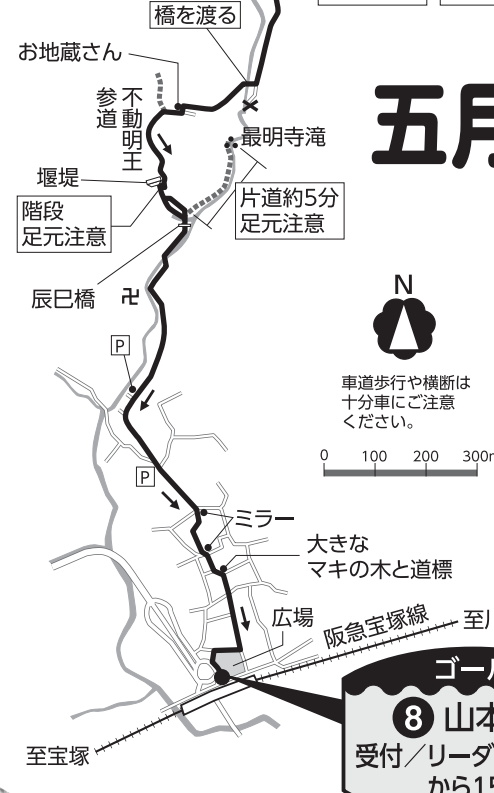 橋を渡る
お地蔵さん
五月
不動明王
参道
最明寺滝
堰堤
階段
足元注意
片道約5分
足元注意
辰巳橋
卍
N
P
車道歩行や横断は
十分車にご注意
ください。
0 100 200 300m
P
ミラー
大きな
マキの木と道標
広場
阪急宝塚線
至川
ゴール
8 山本
受付／リーダ
から15
至宝塚